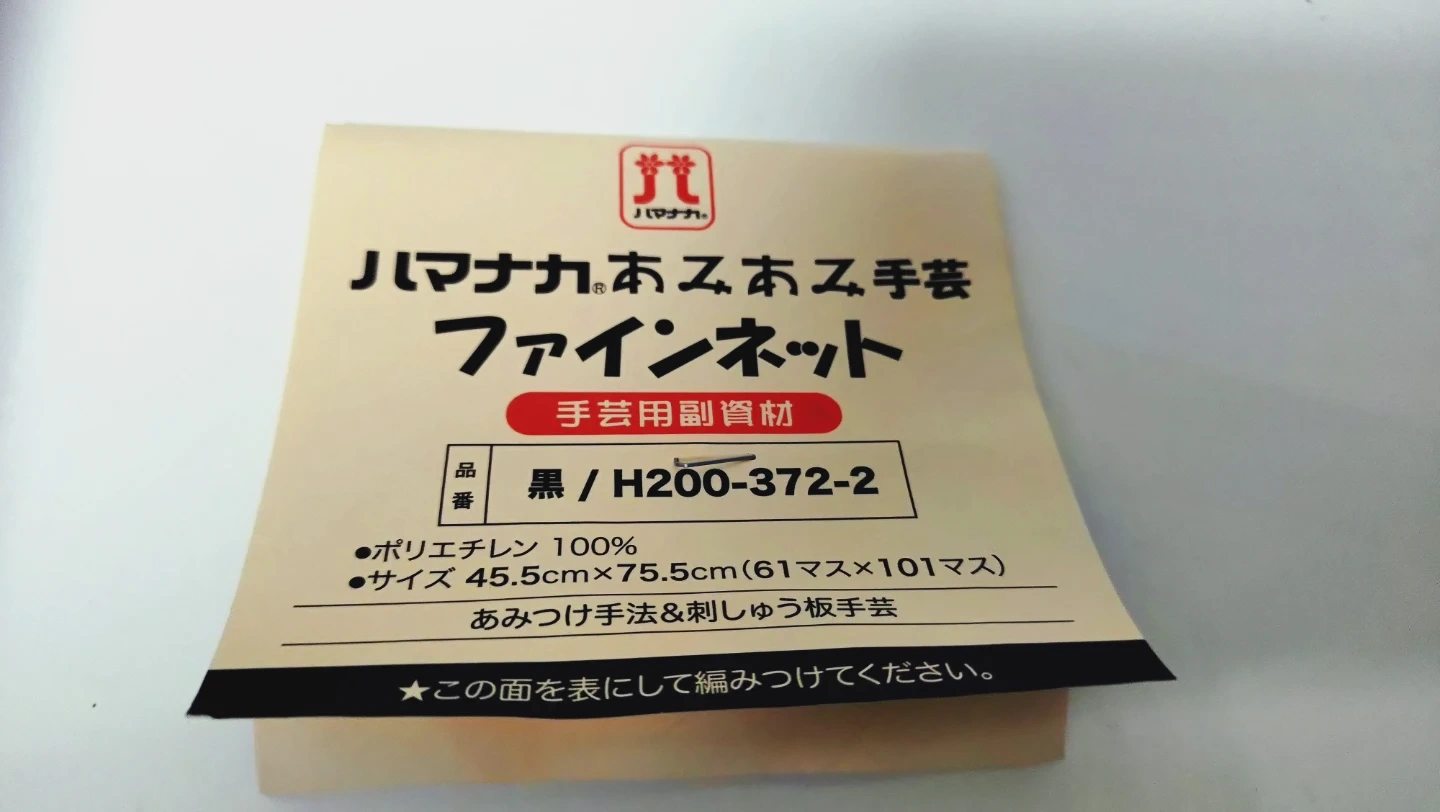 ハマナカ®
ハマナカ®あみあみ手芸
ファインネット
手芸用副資材
品番 黒 / H200-372-2
●ポリエチレン 100%
●サイズ 45.5cm×75.5cm(61マス×101マス)
あみつけ手法&刺しゅう板手芸
★この面を表にして編みつけてください。